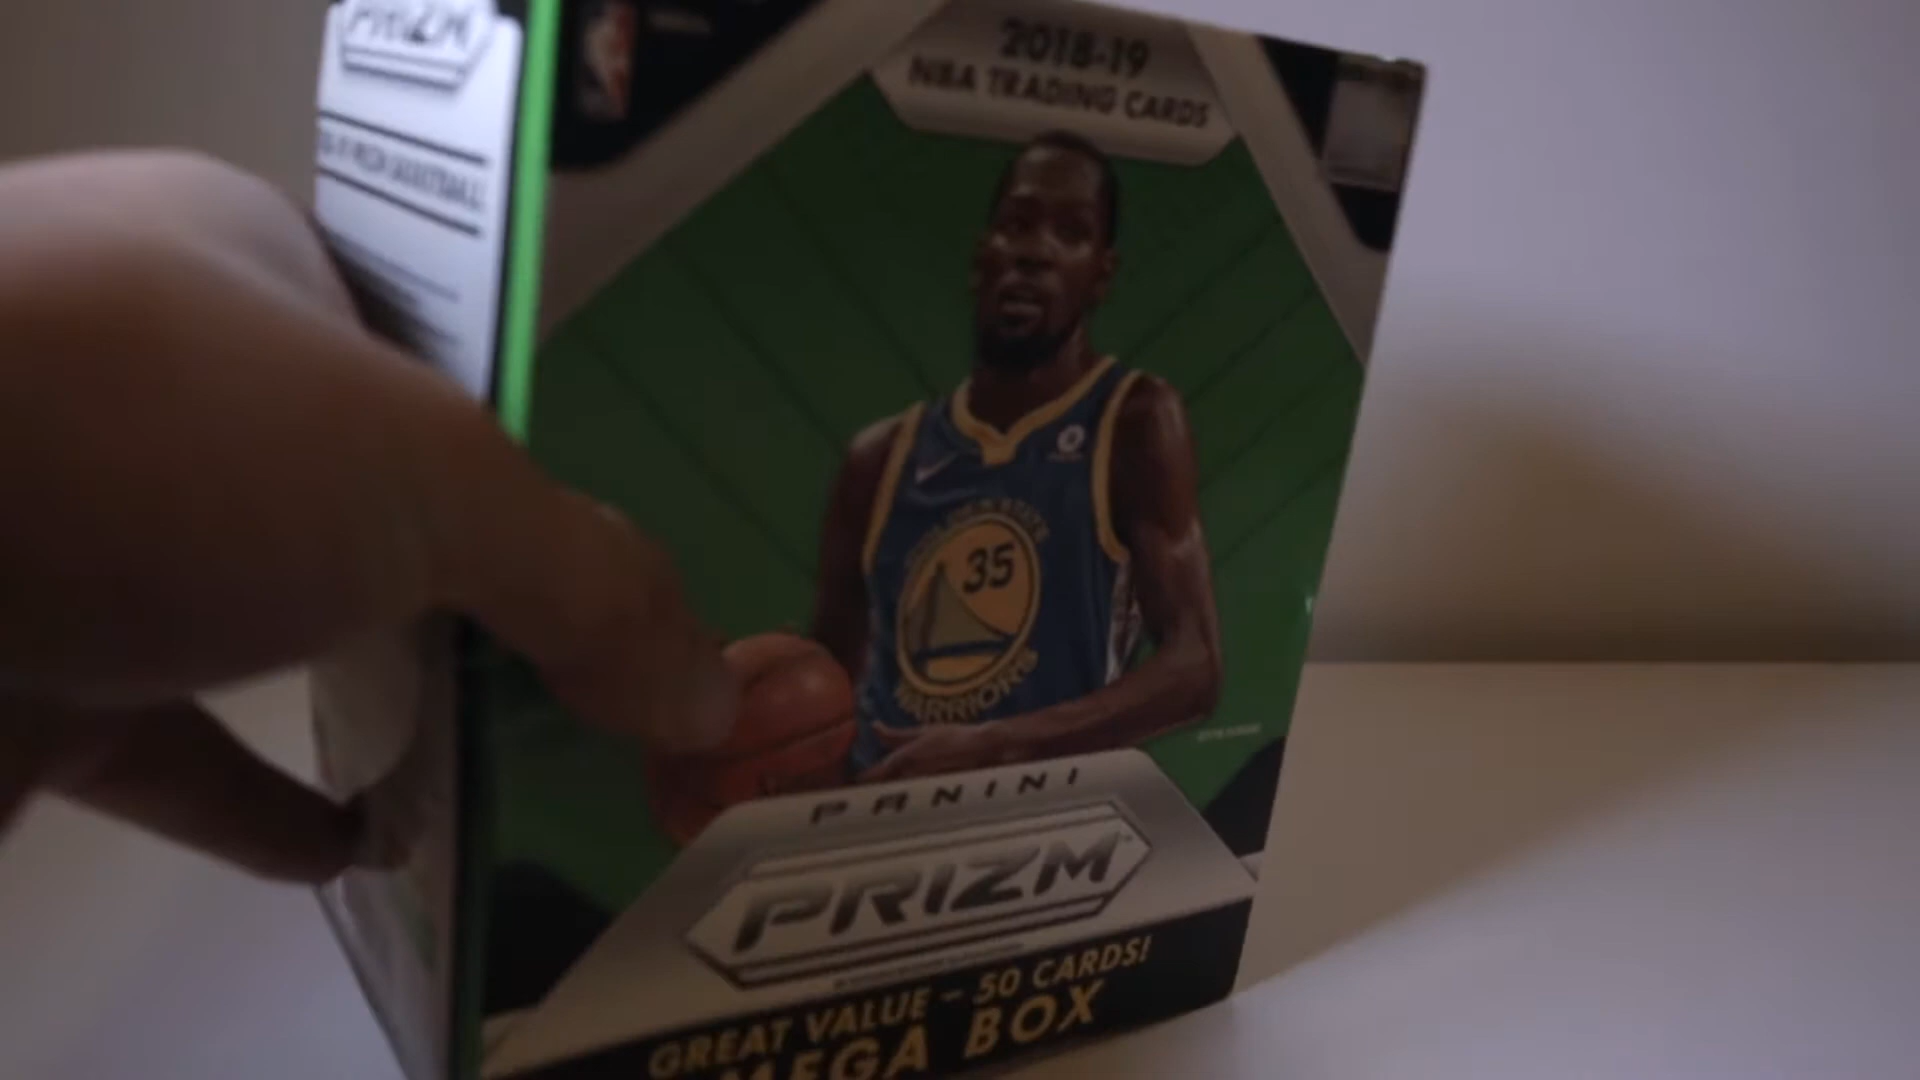 PRIZM
2018-19
NBA TRADING CARDS
35
WARRIORS
PANINI
PRIZM
GREAT VALUE – 50 CARDS!
MEGA BOX